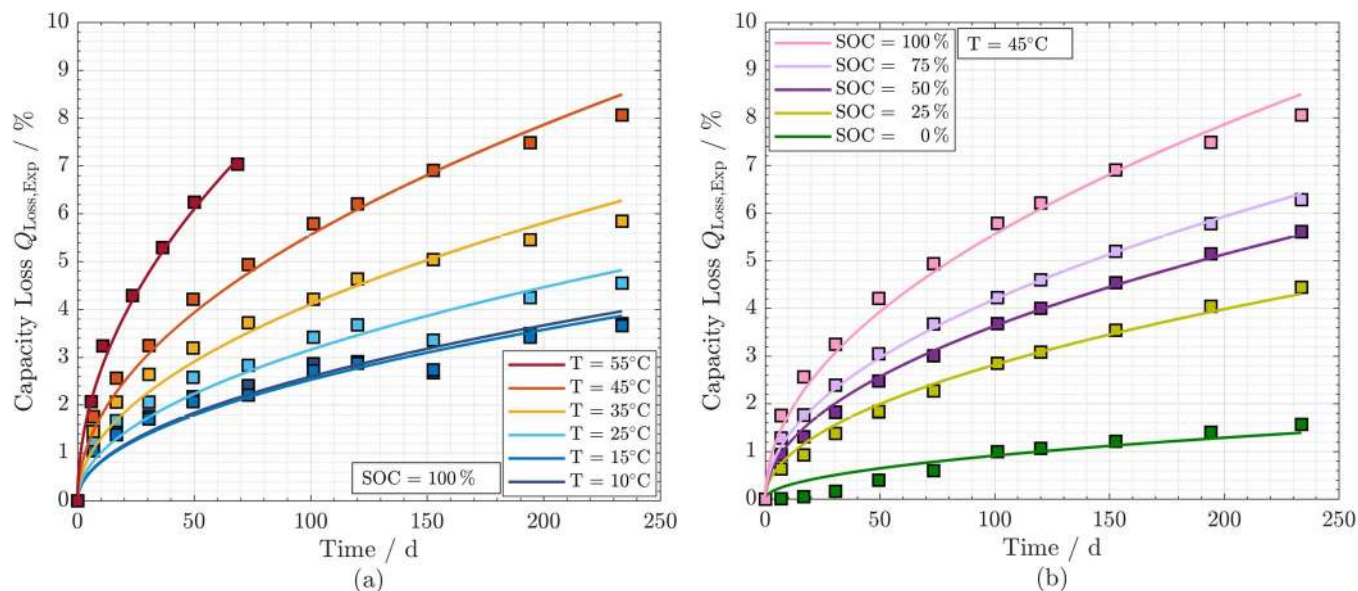 10
9
8
7
6
5
4
3
2
1
0
Capacity Loss Q_Loss,Exp / %
T = 55°C
T = 45°C
T = 35°C
T = 25°C
T = 15°C
T = 10°C
SOC = 100 %
0 50 100 150 200 250
Time / d
(a)
10
9
8
7
6
5
4
3
2
1
0
Capacity Loss Q_Loss,Exp / %
SOC = 100 %
SOC = 75 %
SOC = 50 %
SOC = 25 %
SOC = 0 %
T = 45°C
0 50 100 150 200 250
Time / d
(b)